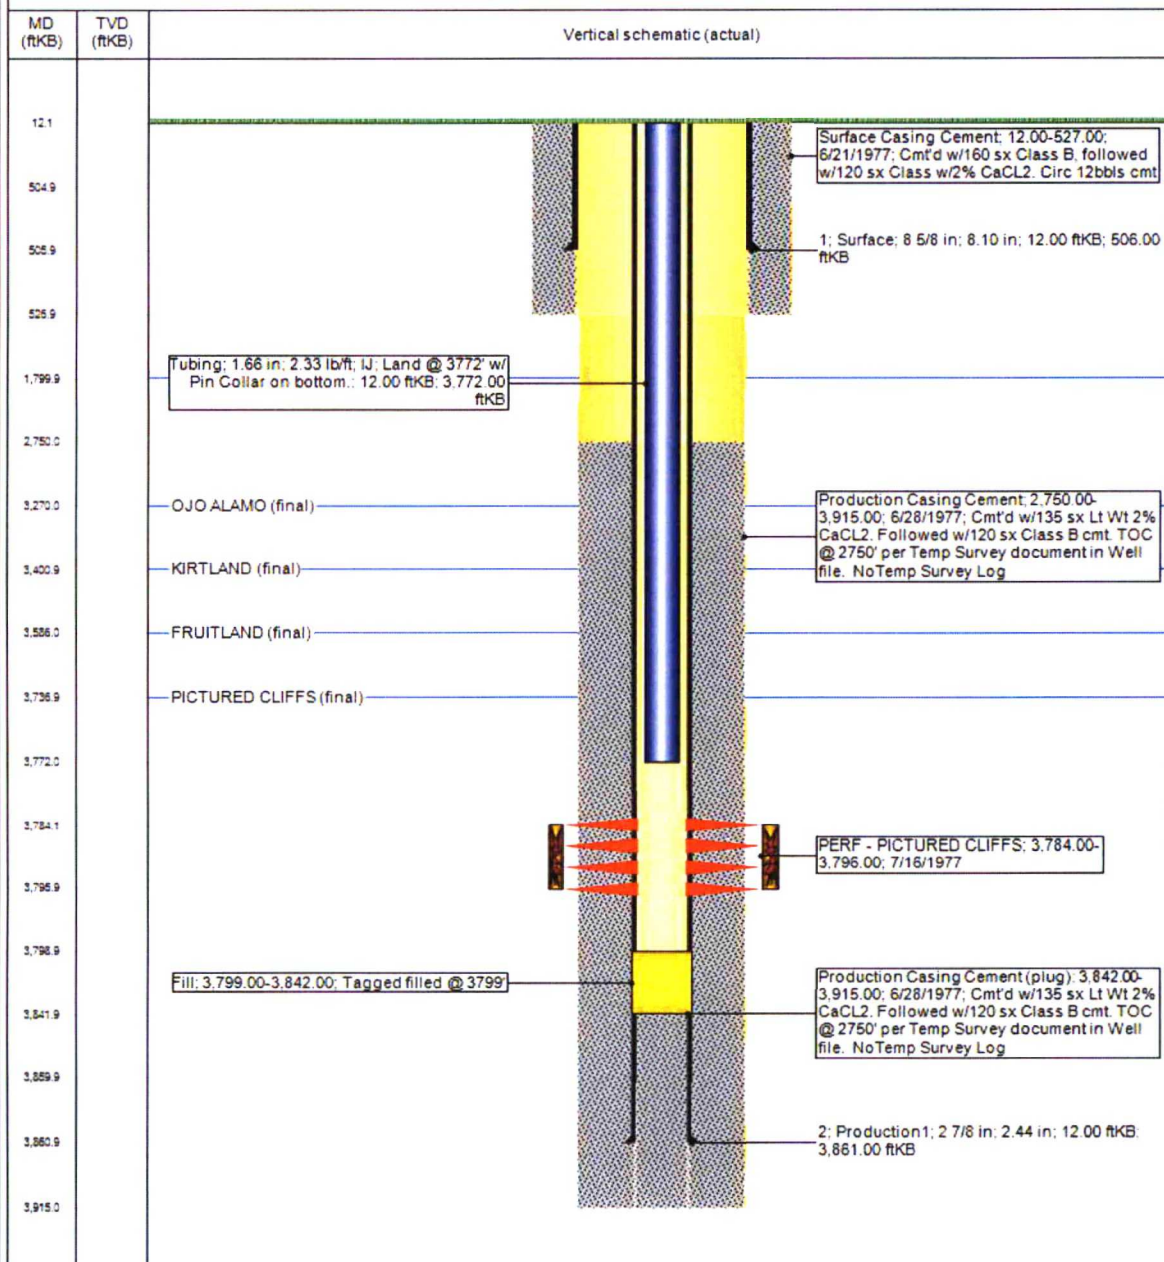 MD
(ftKB)
TVD
(ftKB)
Vertical schematic (actual)
12.1
504.9
505.9
525.9
1,799.9
2,750.0
3,270.0
3,400.9
3,586.0
3,736.9
3,772.0
3,784.1
3,795.9
3,798.9
3,841.9
3,859.9
3,860.9
3,915.0
Surface Casing Cement; 12.00-527.00;
6/21/1977; Cmt'd w/160 sx Class B, followed
w/120 sx Class w/2% CaCL2. Circ 12bbls cmt
1; Surface; 8 5/8 in; 8.10 in; 12.00 ftKB; 506.00
ftKB
Tubing; 1.66 in; 2.33 lb/ft; IJ; Land @ 3772' w/
Pin Collar on bottom.; 12.00 ftKB; 3,772.00
ftKB
OJO ALAMO (final)
Production Casing Cement; 2,750.00-
3,915.00; 6/28/1977; Cmt'd w/135 sx Lt Wt 2%
CaCL2. Followed w/120 sx Class B cmt. TOC
@ 2750' per Temp Survey document in Well
file. No Temp Survey Log
KIRTLAND (final)
FRUITLAND (final)
PICTURED CLIFFS (final)
PERF - PICTURED CLIFFS; 3,784.00-
3,796.00; 7/16/1977
Fill; 3,799.00-3,842.00; Tagged filled @ 3799'
Production Casing Cement (plug); 3,842.00-
3,915.00; 6/28/1977; Cmt'd w/135 sx Lt Wt 2%
CaCL2. Followed w/120 sx Class B cmt. TOC
@ 2750' per Temp Survey document in Well
file. No Temp Survey Log
2; Production1; 2 7/8 in; 2.44 in; 12.00 ftKB;
3,861.00 ftKB